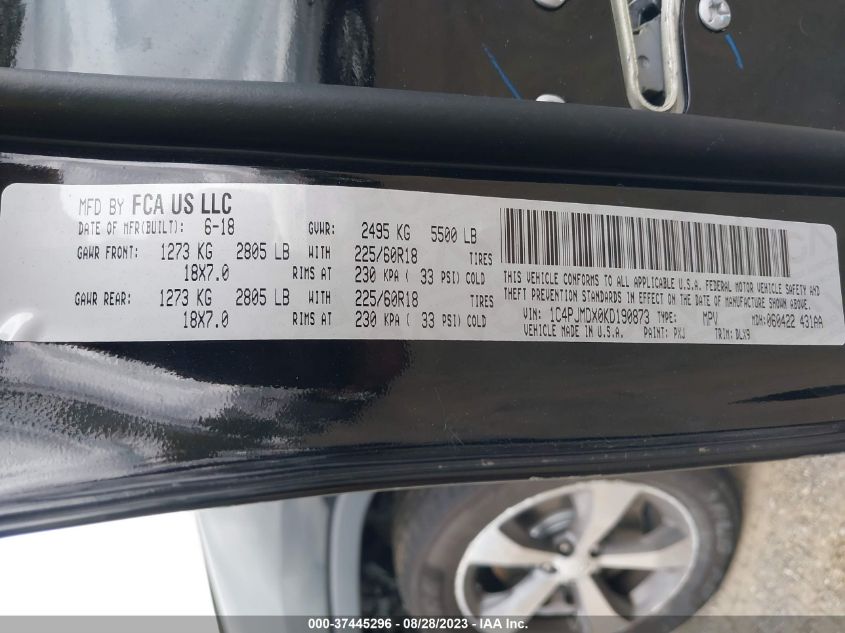 MFD BY FCA US LLC
DATE OF MFR(BUILT): 6-18 GVWR: 2495 KG 5500 LB
GAWR FRONT: 1273 KG 2805 LB WITH 225/60R18 TIRES
18X7.0 RIMS AT 230 KPA ( 33 PSI) COLD
GAWR REAR: 1273 KG 2805 LB WITH 225/60R18 TIRES
18X7.0 RIMS AT 230 KPA ( 33 PSI) COLD
THIS VEHICLE CONFORMS TO ALL APPLICABLE U.S.A. FEDERAL MOTOR VEHICLE SAFETY AND
THEFT PREVENTION STANDARDS IN EFFECT ON THE DATE OF MANUFACTURE SHOWN ABOVE.
VIN: 1C4PJMDX0KD190873 TYPE: MPV MDH: 060422 431AA
VEHICLE MADE IN U.S.A. PAINT: PXJ TRIM: DLX9
000-37445296 - 08/28/2023 - Copyright © 2023 IAA, Inc.